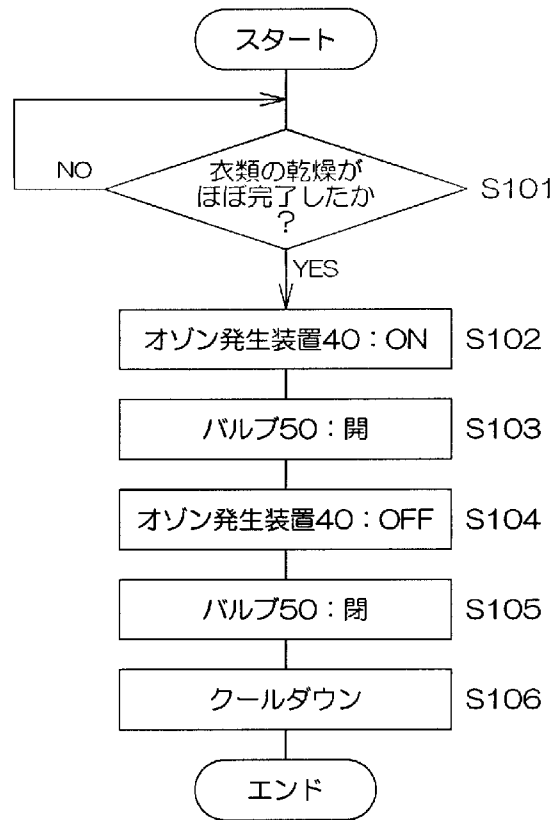 スタート
衣類の乾燥が
ほぼ完了したか
?
NO
S101
YES
オゾン発生装置40:ON
S102
バルブ50:開
S103
オゾン発生装置40:OFF
S104
バルブ50:閉
S105
クールダウン
S106
エンド